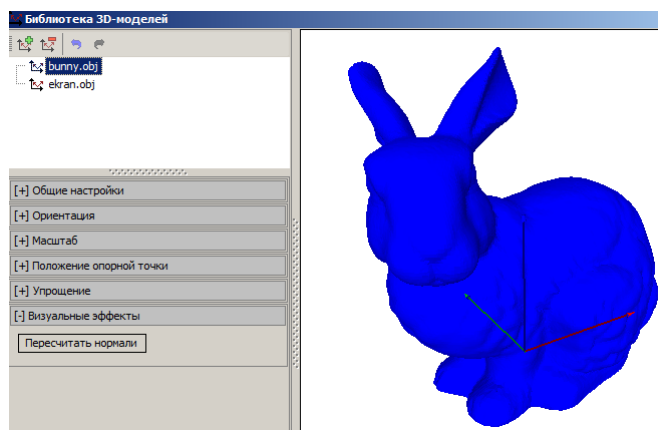 Библиотека 3D-моделей
bunny.obj
ekran.obj
[+] Общие настройки
[+] Ориентация
[+] Масштаб
[+] Положение опорной точки
[+] Упрощение
[-] Визуальные эффекты
Пересчитать нормали